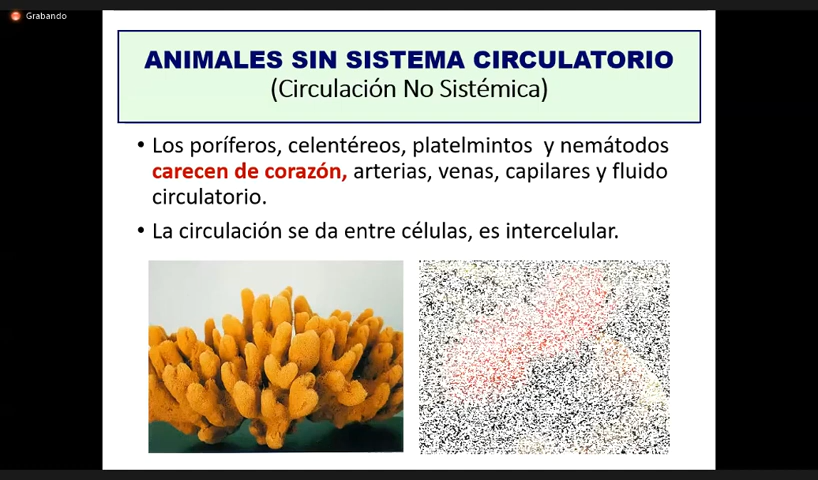 Grabando
ANIMALES SIN SISTEMA CIRCULATORIO
(Circulación No Sistémica)
• Los poríferos, celentéreos, platelmintos y nemátodos
carecen de corazón, arterias, venas, capilares y fluido
circulatorio.
• La circulación se da entre células, es intercelular.